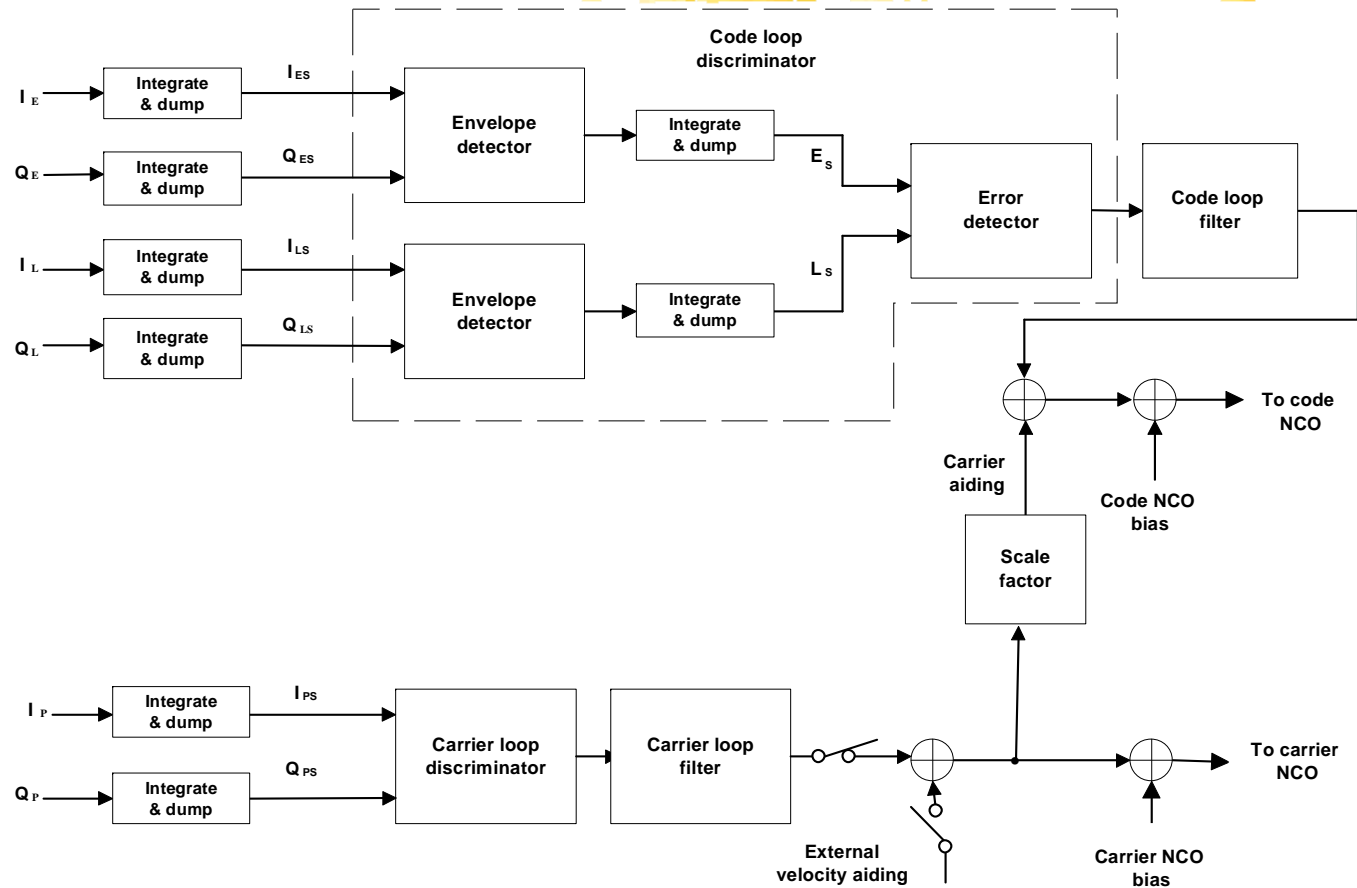 Code loop
discriminator
I E
Integrate
& dump
I ES
Envelope
detector
Integrate
& dump
E S
Q E
Integrate
& dump
Q ES
Error
detector
Code loop
filter
I L
Integrate
& dump
I LS
Envelope
detector
Integrate
& dump
L S
Q L
Integrate
& dump
Q LS
To code
NCO
Carrier
aiding
Code NCO
bias
Scale
factor
I P
Integrate
& dump
I PS
Carrier loop
discriminator
Carrier loop
filter
Q P
Integrate
& dump
Q PS
To carrier
NCO
External
velocity aiding
Carrier NCO
bias